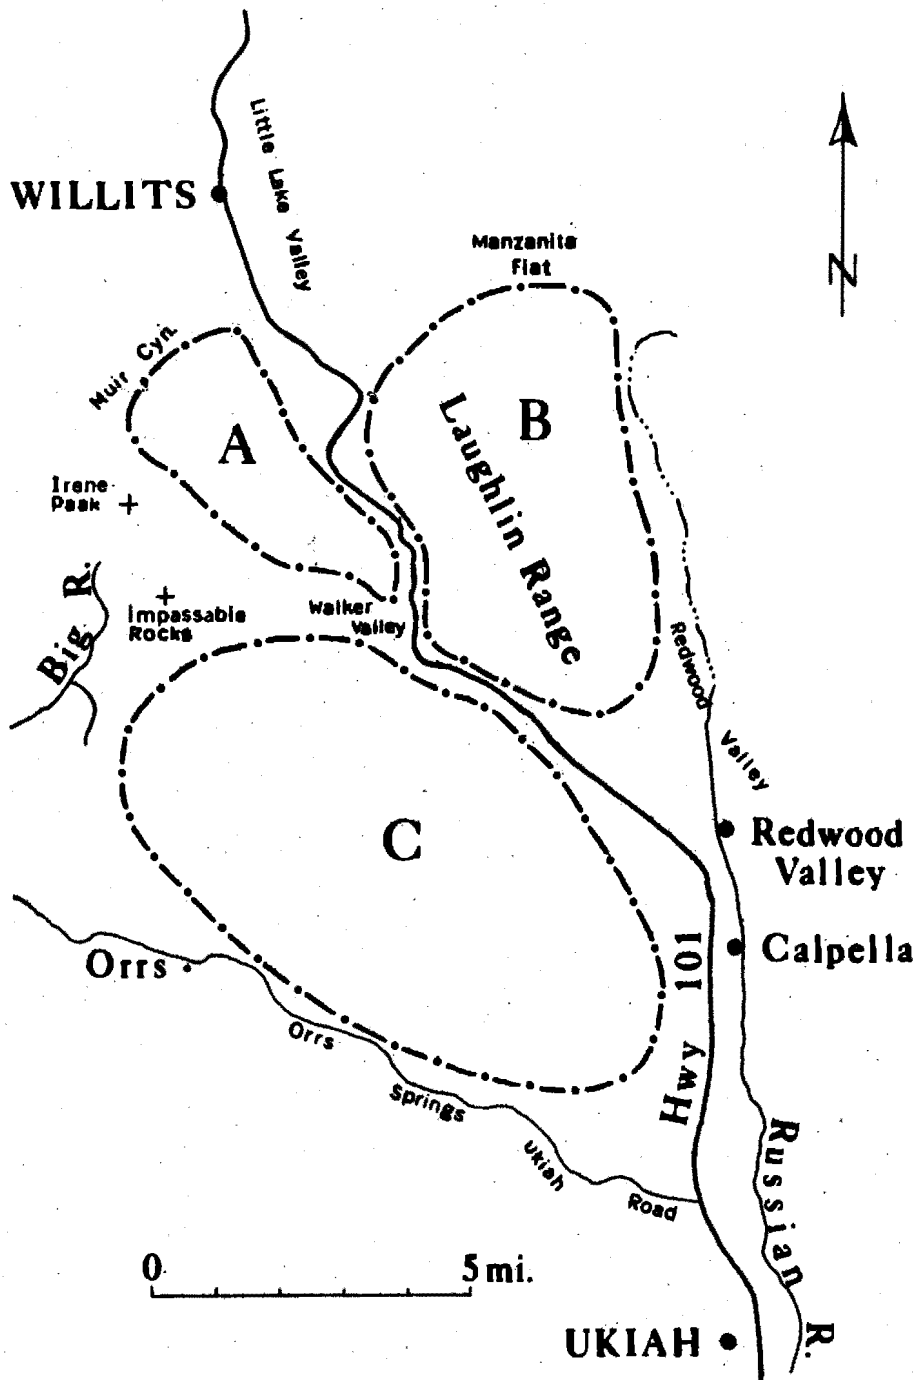 Little Lake Valley
WILLITS
Manzanita
Flat
N
Muir Cyn.
A
B
Laughlin Range
Irene
Peak
Big R.
Impassable
Rocks
Walker
Valley
Redwood Valley
C
Redwood
Valley
Calpella
Orrs
Hwy 101
Orrs Springs Ukiah Road
Russian R.
0 5 mi.
UKIAH